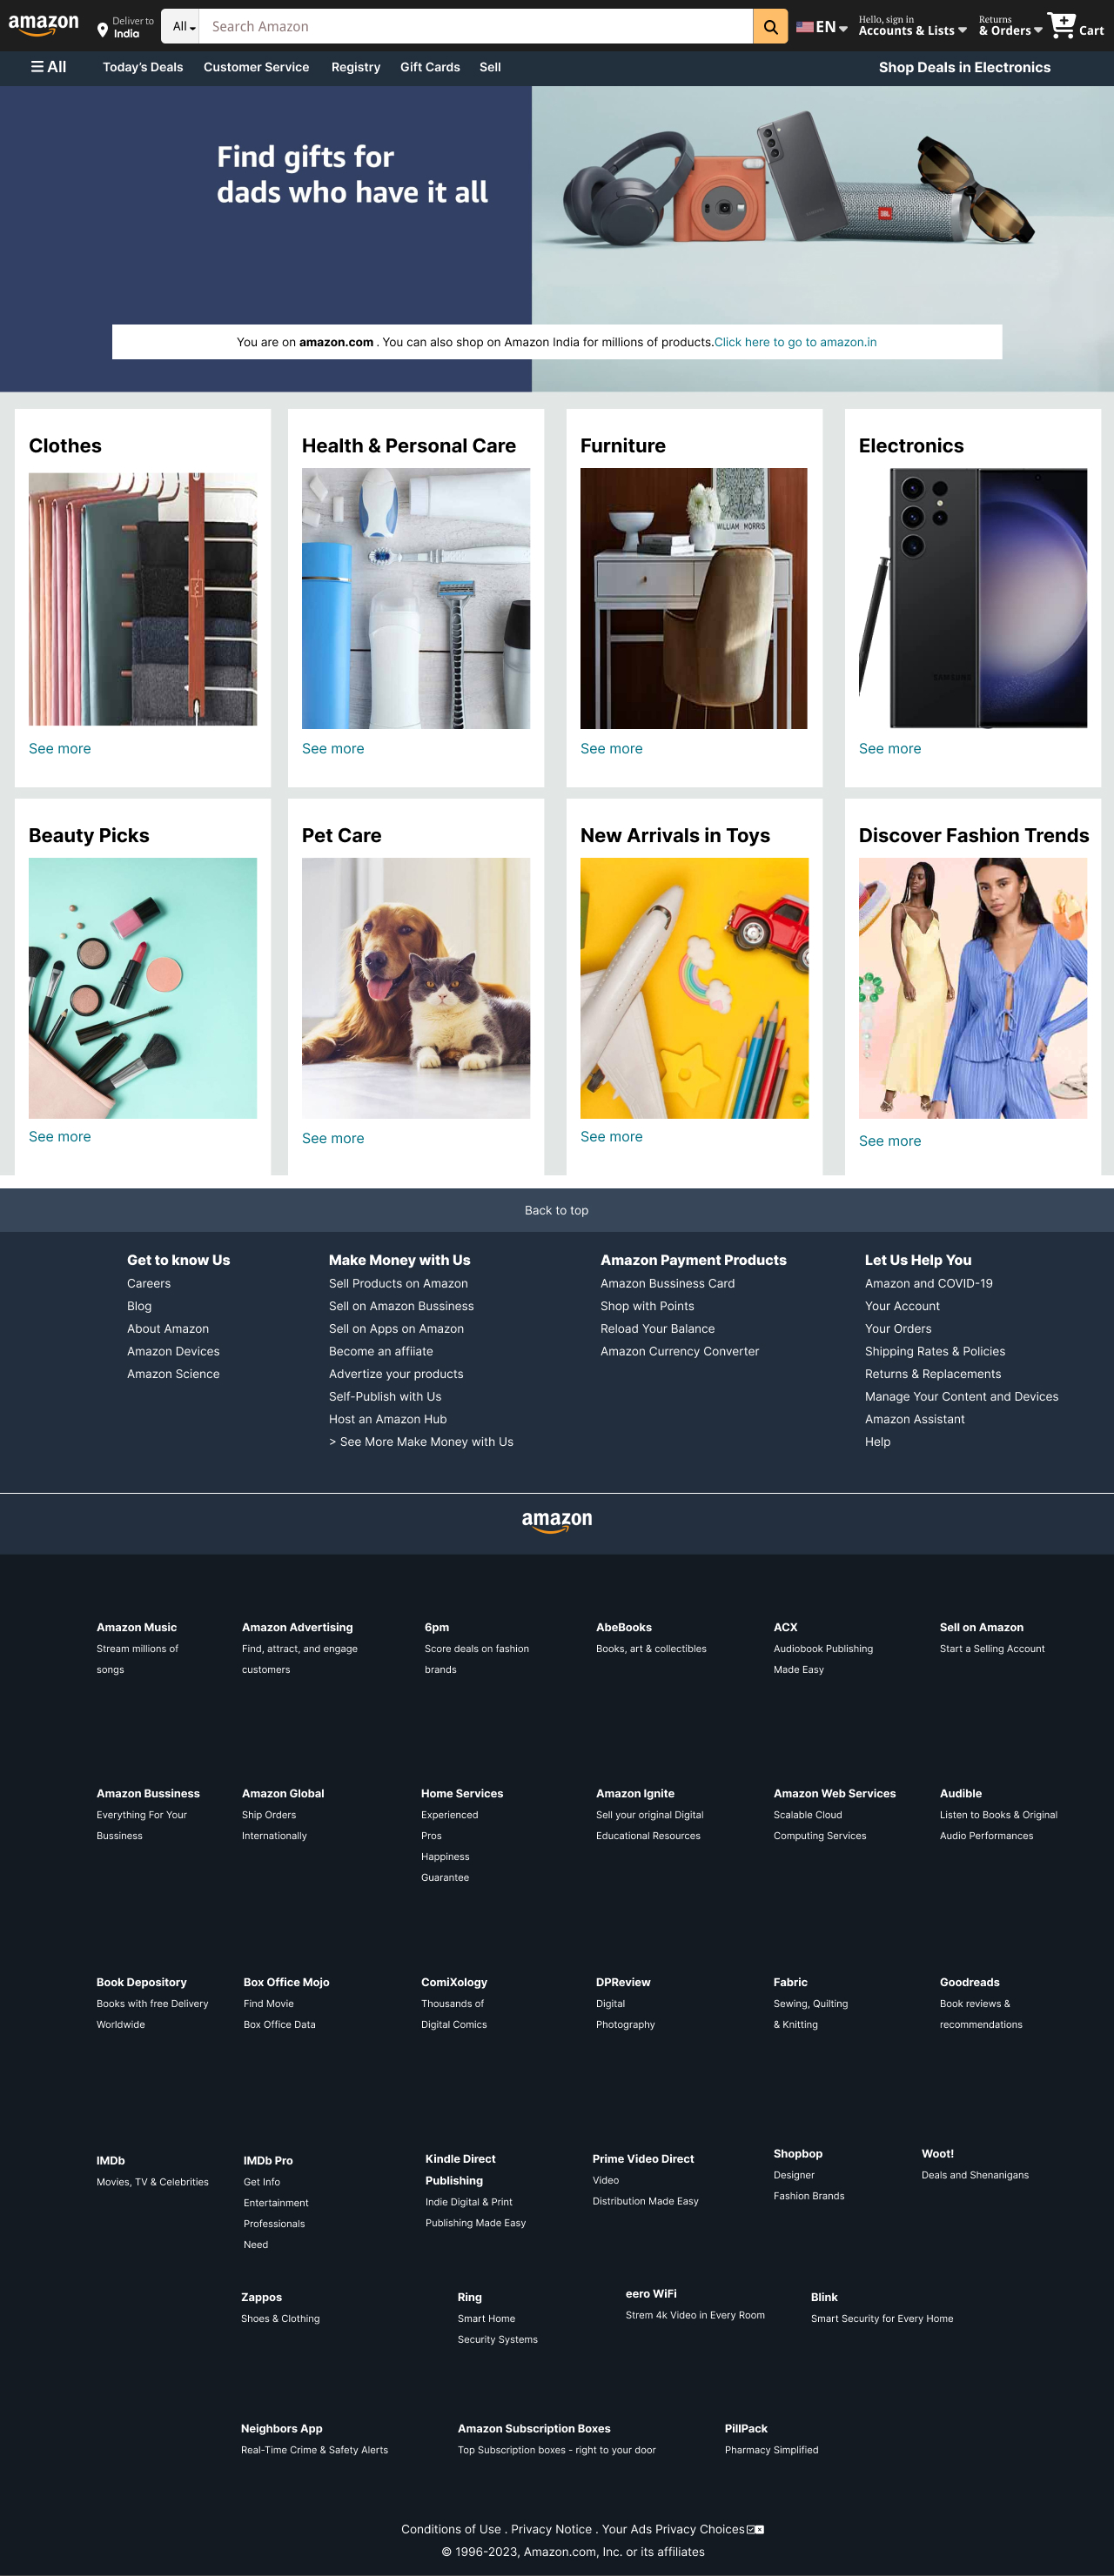 amazon
Deliver to
India
All
Search Amazon
EN
Hello, sign in
Accounts & Lists
Returns
& Orders
Cart
All
Today's Deals
Customer Service
Registry
Gift Cards
Sell
Shop Deals in Electronics
Find gifts for
dads who have it all
SAMSUNG
JBL
You are on amazon.com . You can also shop on Amazon India for millions of products.Click here to go to amazon.in
Clothes
Health & Personal Care
Furniture
Electronics
WILLIAM MORRIS
SAMSUNG
See more
See more
See more
See more
Beauty Picks
Pet Care
New Arrivals in Toys
Discover Fashion Trends
See more
See more
See more
See more
Back to top
Get to know Us
Careers
Blog
About Amazon
Amazon Devices
Amazon Science
Make Money with Us
Sell Products on Amazon
Sell on Amazon Bussiness
Sell on Apps on Amazon
Become an affiiate
Advertize your products
Self-Publish with Us
Host an Amazon Hub
> See More Make Money with Us
Amazon Payment Products
Amazon Bussiness Card
Shop with Points
Reload Your Balance
Amazon Currency Converter
Let Us Help You
Amazon and COVID-19
Your Account
Your Orders
Shipping Rates & Policies
Returns & Replacements
Manage Your Content and Devices
Amazon Assistant
Help
amazon
Amazon Music
Stream millions of
songs
Amazon Advertising
Find, attract, and engage
customers
6pm
Score deals on fashion
brands
AbeBooks
Books, art & collectibles
ACX
Audiobook Publishing
Made Easy
Sell on Amazon
Start a Selling Account
Amazon Bussiness
Everything For Your
Bussiness
Amazon Global
Ship Orders
Internationally
Home Services
Experienced
Pros
Happiness
Guarantee
Amazon Ignite
Sell your original Digital
Educational Resources
Amazon Web Services
Scalable Cloud
Computing Services
Audible
Listen to Books & Original
Audio Performances
Book Depository
Books with free Delivery
Worldwide
Box Office Mojo
Find Movie
Box Office Data
ComiXology
Thousands of
Digital Comics
DPReview
Digital
Photography
Fabric
Sewing, Quilting
& Knitting
Goodreads
Book reviews &
recommendations
IMDb
Movies, TV & Celebrities
IMDb Pro
Get Info
Entertainment
Professionals
Need
Kindle Direct
Publishing
Indie Digital & Print
Publishing Made Easy
Prime Video Direct
Video
Distribution Made Easy
Shopbop
Designer
Fashion Brands
Woot!
Deals and Shenanigans
Zappos
Shoes & Clothing
Ring
Smart Home
Security Systems
eero WiFi
Strem 4k Video in Every Room
Blink
Smart Security for Every Home
Neighbors App
Real-Time Crime & Safety Alerts
Amazon Subscription Boxes
Top Subscription boxes - right to your door
PillPack
Pharmacy Simplified
Conditions of Use . Privacy Notice . Your Ads Privacy Choices
© 1996-2023, Amazon.com, Inc. or its affiliates